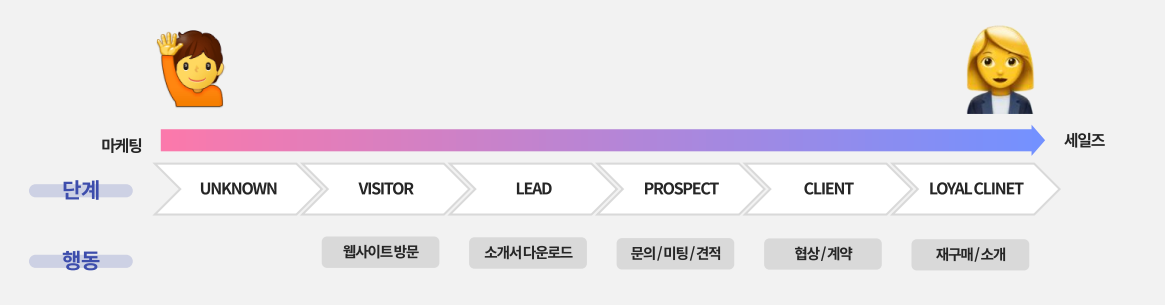 마케팅
세일즈
단계
UNKNOWN
VISITOR
LEAD
PROSPECT
CLIENT
LOYAL CLINET
행동
웹사이트 방문
소개서 다운로드
문의 / 미팅 / 견적
협상 / 계약
재구매 / 소개